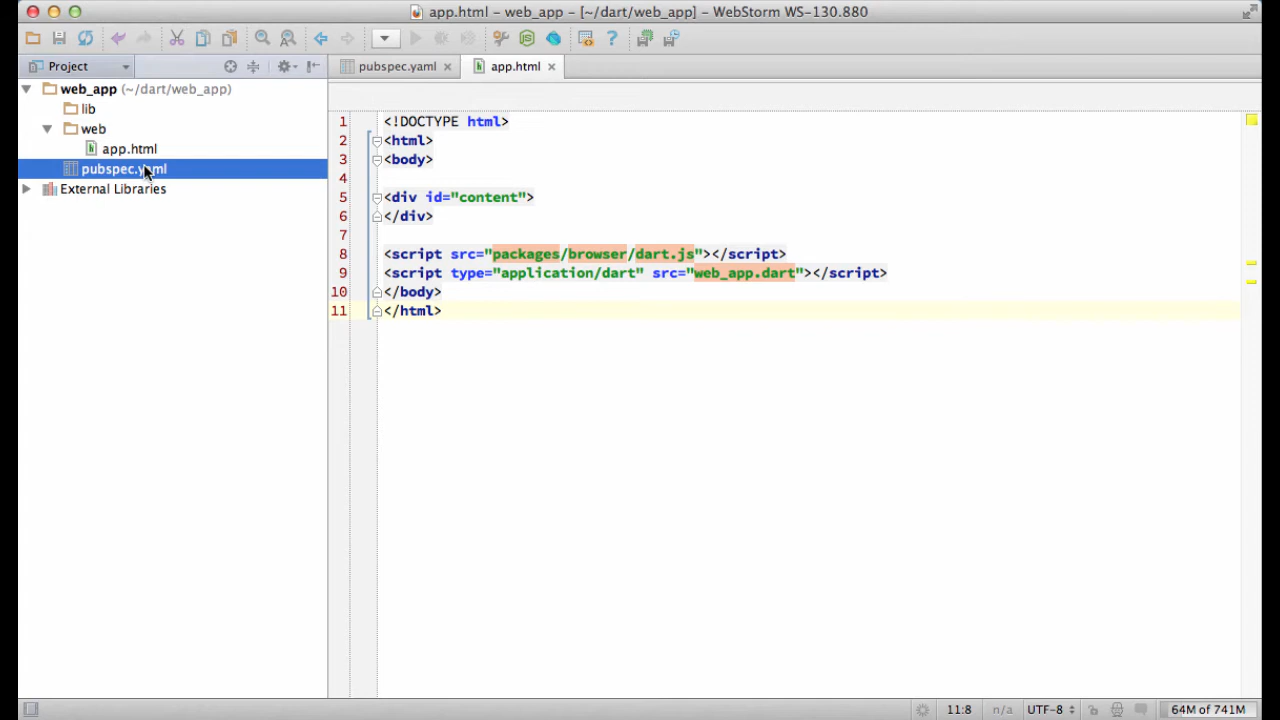 app.html – web_app – [~/dart/web_app] – WebStorm WS-130.880
Project
pubspec.yaml
app.html
web_app (~/dart/web_app)
lib
web
app.html
pubspec.yaml
External Libraries
1 <!DOCTYPE html>
2 <html>
3 <body>
4
5 <div id="content">
6 </div>
7
8 <script src="packages/browser/dart.js"></script>
9 <script type="application/dart" src="web_app.dart"></script>
10 </body>
11 </html>
11:8 n/a UTF-8 64M of 741M